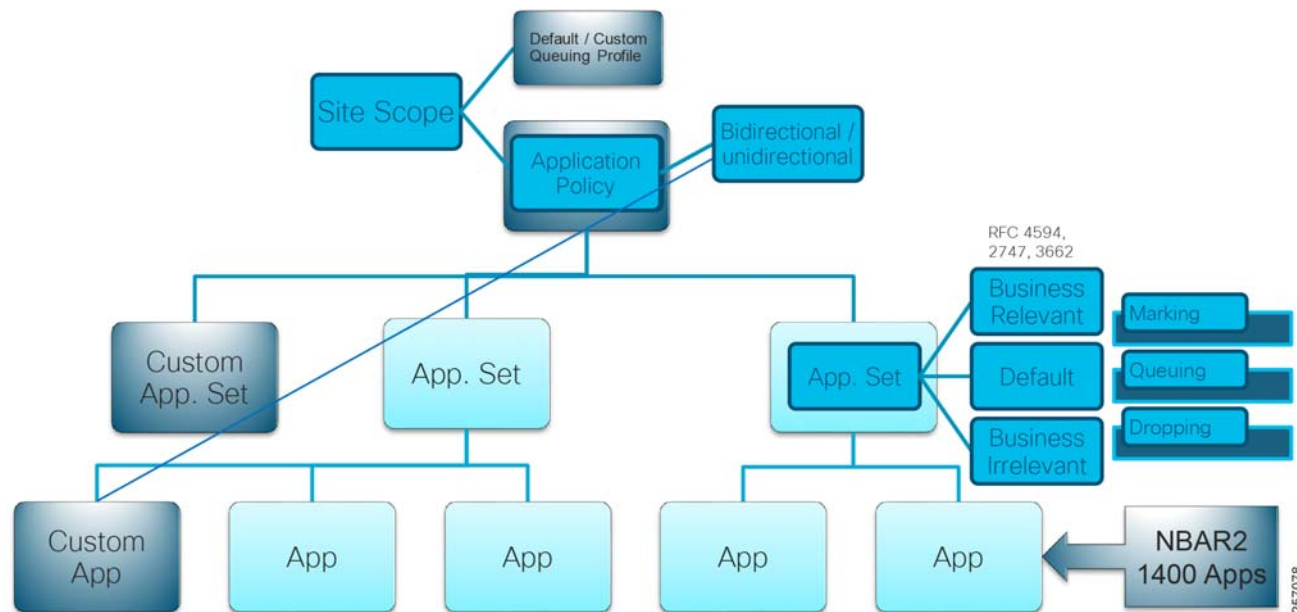 Default / Custom
Queuing Profile
Site Scope
Bidirectional /
unidirectional
Application
Policy
RFC 4594,
2747, 3662
Business
Relevant
Marking
Custom
App. Set
App. Set
App. Set
Default
Queuing
Business
Irrelevant
Dropping
Custom
App
App
App
App
App
NBAR2
1400 Apps